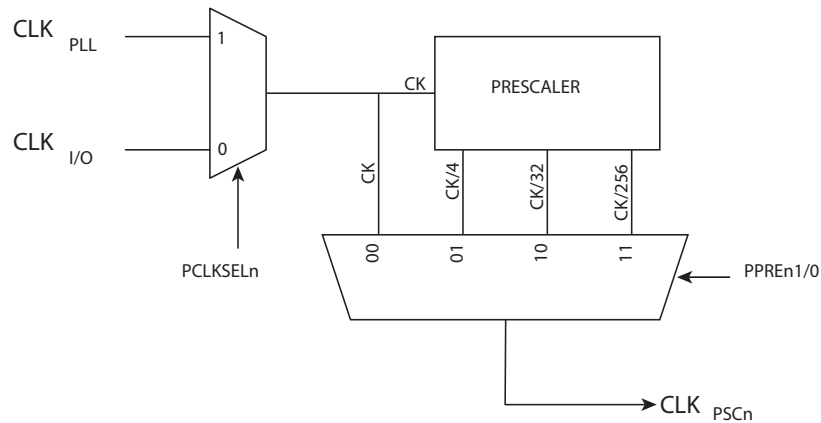 CLK PLL
1
CK
PRESCALER
CLK I/O
0
CK
CK/4
CK/32
CK/256
00
01
10
11
PCLKSELn
PPREn1/0
CLK PSCn